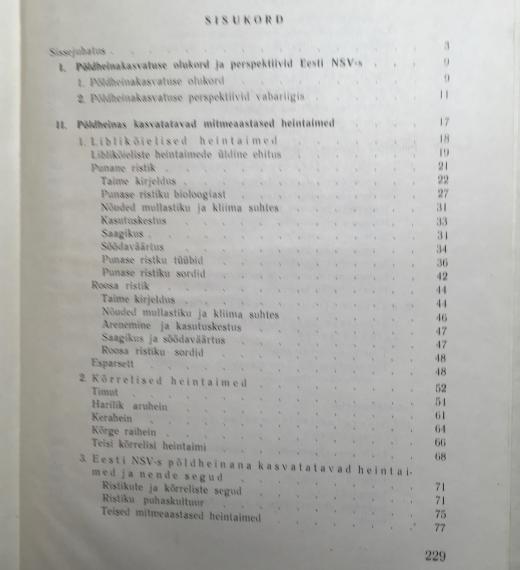 SISUKORD
Sissejuhatus . . . 3
I. Põldheinakasvatuse olukord ja perspektiivid Eesti NSV-s . . . 9
1. Põldheinakasvatuse olukord . . . 9
2. Põldheinakasvatuse perspektiivid vabariigis . . . 11
II. Põldheinas kasvatatavad mitmeaastased heintaimed . . . 17
1. Liblikõielised heintaimed . . . 18
Liblikõieliste heintaimede üldine ehitus . . . 19
Punane ristik . . . 21
Taime kirjeldus . . . 22
Punase ristiku bioloogiast . . . 27
Nõuded mullastiku ja kliima suhtes . . . 31
Kasutuskestus . . . 33
Saagikus . . . 31
Söödaväärtus . . . 34
Punase ristku tüübid . . . 36
Punase ristiku sordid . . . 42
Roosa ristik . . . 44
Taime kirjeldus . . . 44
Nõuded mullastiku ja kliima suhtes . . . 46
Arenemine ja kasutuskestus . . . 47
Saagikus ja söödaväärtus . . . 47
Roosa ristiku sordid . . . 48
Esparsett . . . 48
2. Kõrrelised heintaimed . . . 52
Timut . . . 51
Harilik aruhein . . . 61
Kerahein . . . 64
Kõrge raihein . . . 66
Teisi kõrrelisi heintaimi . . . 68
3. Eesti NSV-s põldheinana kasvatatavad heintai-
med ja nende segud . . . 71
Ristikute ja kõrreliste segud . . . 71
Ristiku puhaskultuur . . . 75
Teised mitmeaastased heintaimed . . . 77
229